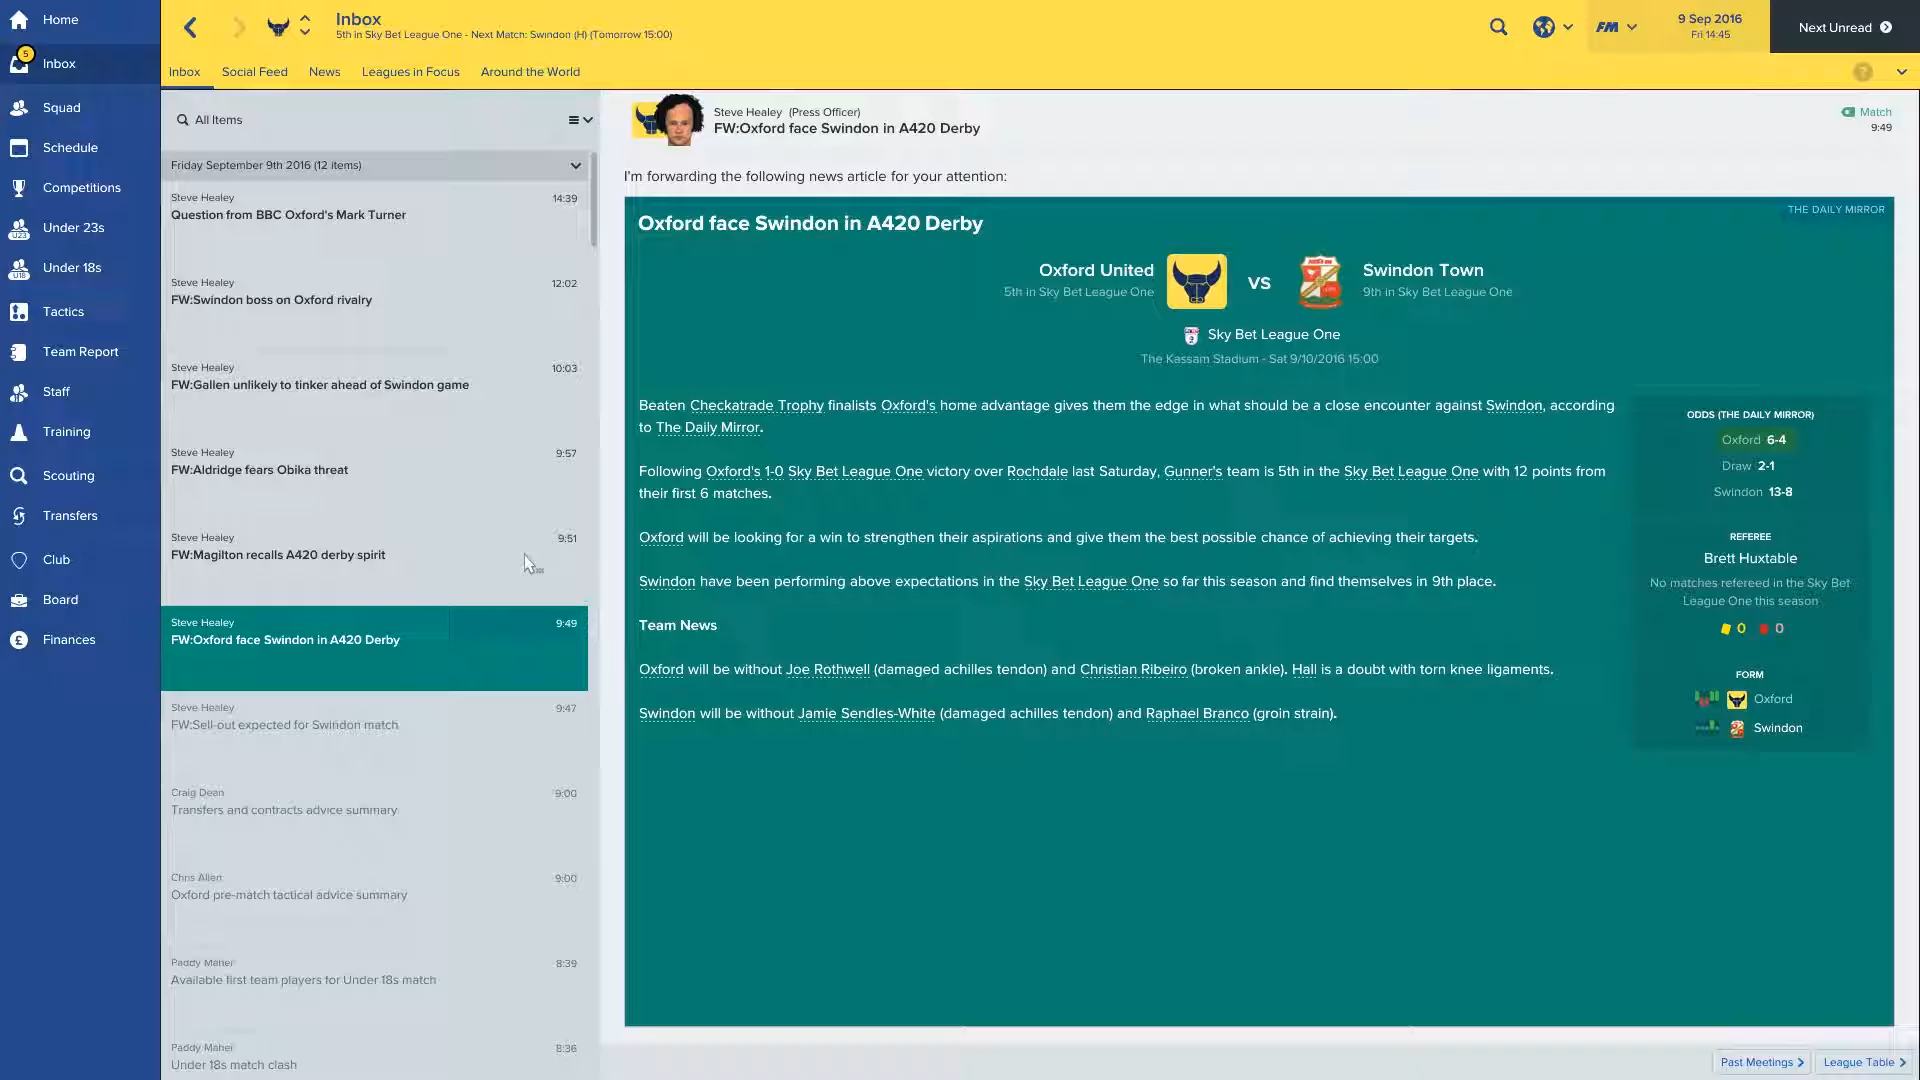 Home
5
Inbox
Squad
Schedule
Competitions
U23
Under 23s
U18
Under 18s
Tactics
Team Report
Staff
Training
Scouting
Transfers
Club
Board
£
Finances
Inbox
5th in Sky Bet League One - Next Match: Swindon (H) (Tomorrow 15:00)
FM
9 Sep 2016
Fri 14:45
Next Unread
Inbox Social Feed News Leagues in Focus Around the World
?
All Items
Friday September 9th 2016 (12 items)
Steve Healey 14:39
Question from BBC Oxford's Mark Turner
Steve Healey 12:02
FW:Swindon boss on Oxford rivalry
Steve Healey 10:03
FW:Gallen unlikely to tinker ahead of Swindon game
Steve Healey 9:57
FW:Aldridge fears Obika threat
Steve Healey 9:51
FW:Magilton recalls A420 derby spirit
Steve Healey 9:49
FW:Oxford face Swindon in A420 Derby
Steve Healey 9:47
FW:Sell-out expected for Swindon match
Craig Dean 9:00
Transfers and contracts advice summary
Chris Allen 9:00
Oxford pre-match tactical advice summary
Paddy Maher 8:39
Available first team players for Under 18s match
Paddy Maher 8:36
Under 18s match clash
Steve Healey (Press Officer)
FW:Oxford face Swindon in A420 Derby
Match
9:49
I'm forwarding the following news article for your attention:
THE DAILY MIRROR
Oxford face Swindon in A420 Derby
Oxford United
5th in Sky Bet League One
VS
Swindon Town
9th in Sky Bet League One
Sky Bet League One
The Kassam Stadium - Sat 9/10/2016 15:00
Beaten Checkatrade Trophy finalists Oxford's home advantage gives them the edge in what should be a close encounter against Swindon, according
to The Daily Mirror.
Following Oxford's 1-0 Sky Bet League One victory over Rochdale last Saturday, Gunner's team is 5th in the Sky Bet League One with 12 points from
their first 6 matches.
Oxford will be looking for a win to strengthen their aspirations and give them the best possible chance of achieving their targets.
Swindon have been performing above expectations in the Sky Bet League One so far this season and find themselves in 9th place.
Team News
Oxford will be without Joe Rothwell (damaged achilles tendon) and Christian Ribeiro (broken ankle). Hall is a doubt with torn knee ligaments.
Swindon will be without Jamie Sendles-White (damaged achilles tendon) and Raphael Branco (groin strain).
ODDS (THE DAILY MIRROR)
Oxford 6-4
Draw 2-1
Swindon 13-8
REFEREE
Brett Huxtable
No matches refereed in the Sky Bet
League One this season
0 0
FORM
Oxford
Swindon
Past Meetings
League Table